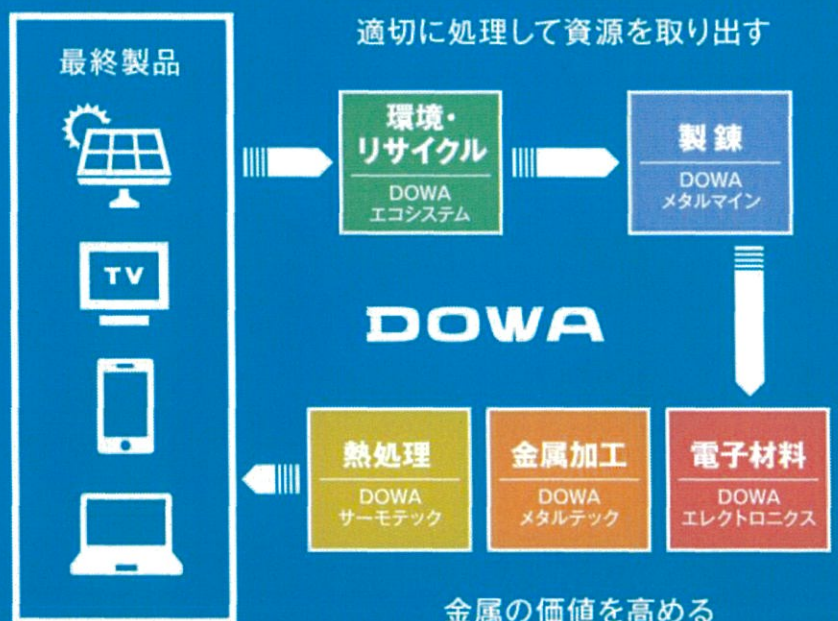 適切に処理して資源を取り出す
最終製品
環境・
リサイクル
DOWA
エコシステム
製錬
DOWA
メタルマイン
TV
DOWA
熱処理
DOWA
サーモテック
金属加工
DOWA
メタルテック
電子材料
DOWA
エレクトロニクス
金属の価値を高める